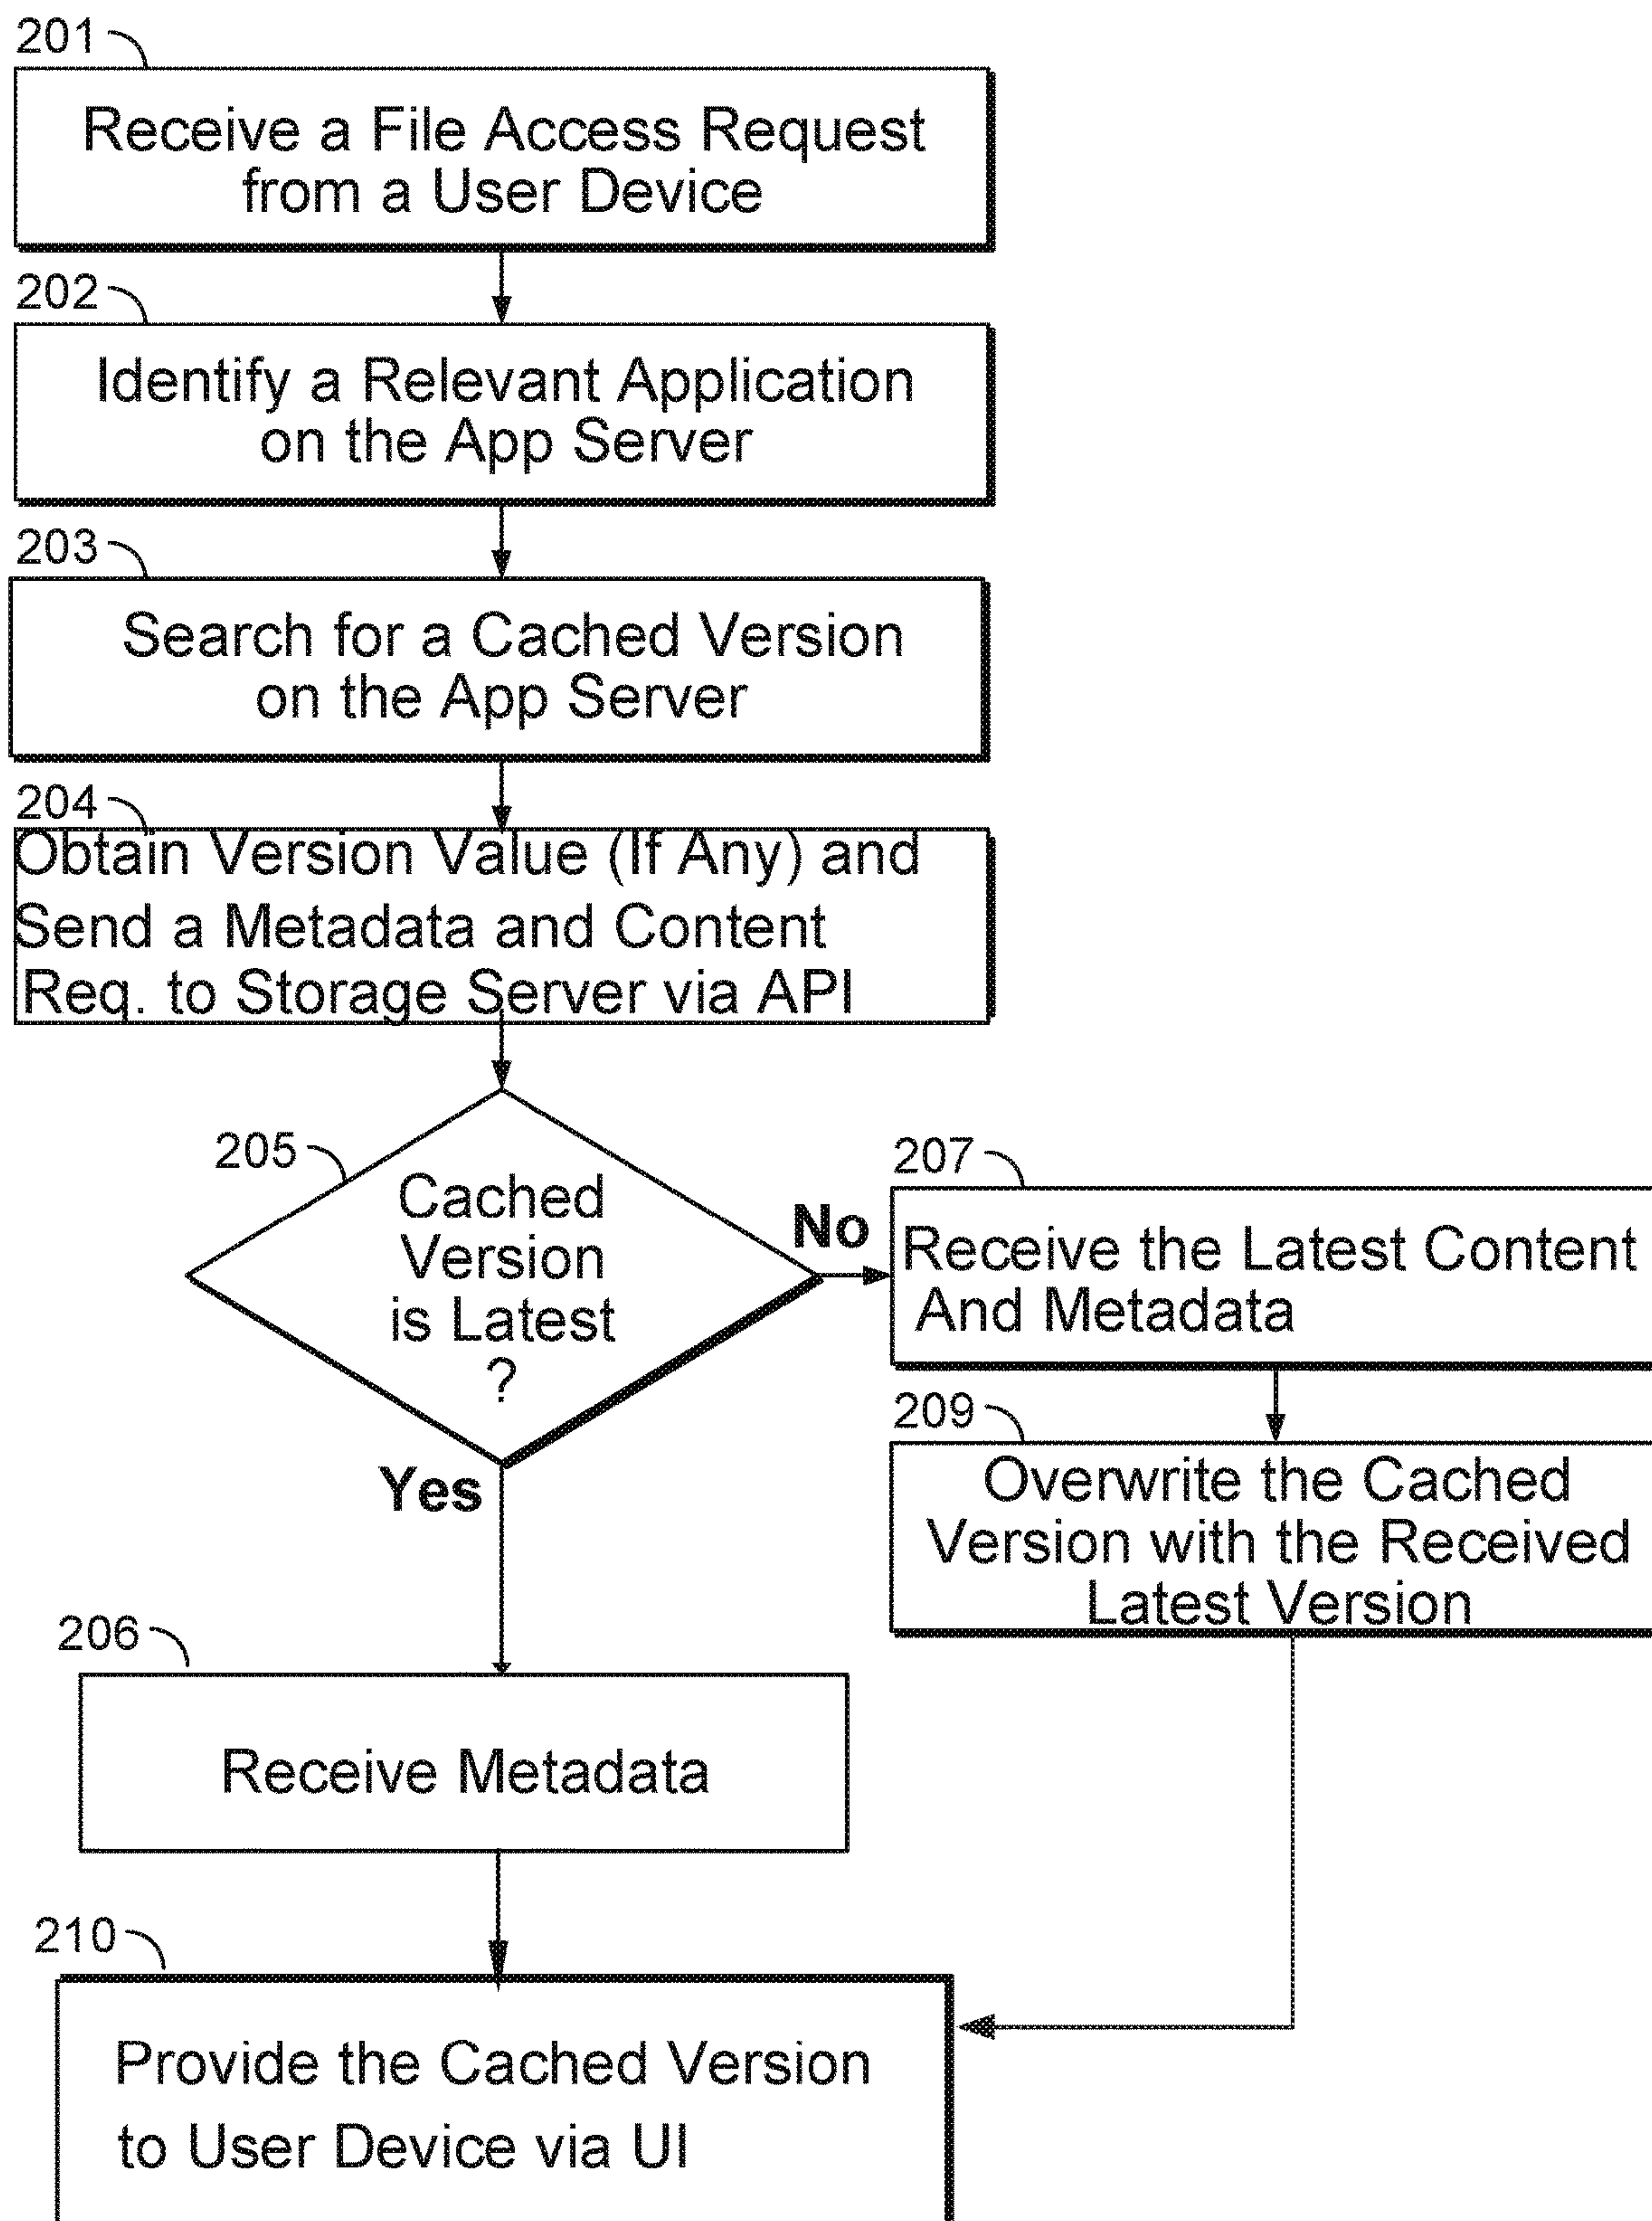 201
Receive a File Access Request
from a User Device
202
Identify a Relevant Application
on the App Server
203
Search for a Cached Version
on the App Server
204
Obtain Version Value (If Any) and
Send a Metadata and Content
Req. to Storage Server via API
205
Cached
Version
is Latest
?
No
207
Receive the Latest Content
And Metadata
209
Overwrite the Cached
Version with the Received
Latest Version
Yes
206
Receive Metadata
210
Provide the Cached Version
to User Device via UI